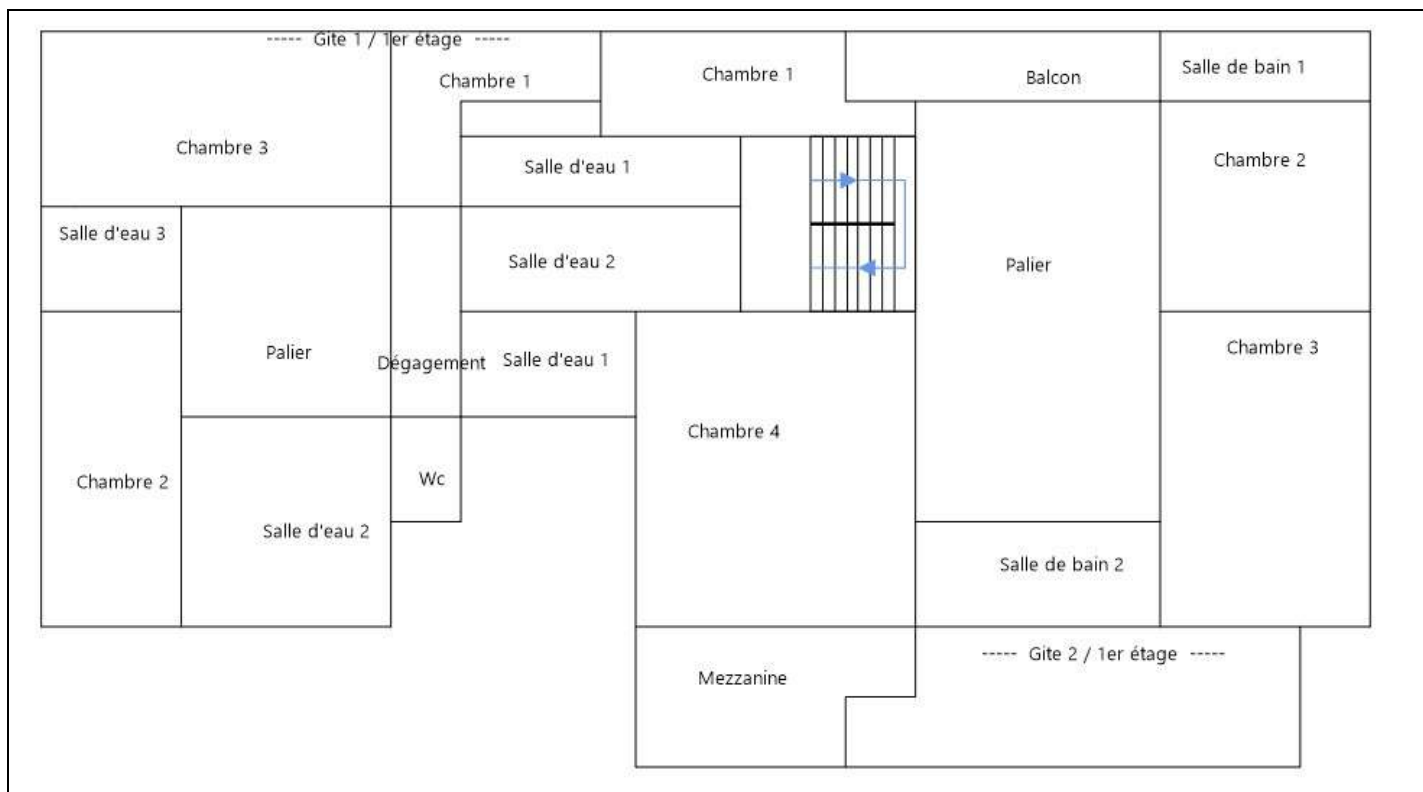 ----- Gite 1 / 1er étage -----
Chambre 1
Chambre 1
Balcon
Salle de bain 1
Chambre 3
Salle d'eau 1
Chambre 2
Salle d'eau 3
Salle d'eau 2
Palier
Palier
Dégagement
Salle d'eau 1
Chambre 3
Chambre 4
Chambre 2
Wc
Salle d'eau 2
Salle de bain 2
----- Gite 2 / 1er étage -----
Mezzanine